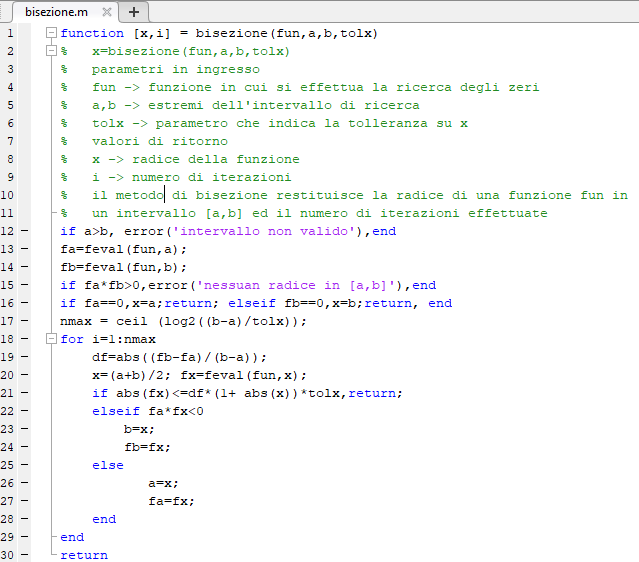 bisezione.m
1 function [x,i] = bisezione(fun,a,b,tolx)
2 %   x=bisezione(fun,a,b,tolx)
3 %   parametri in ingresso
4 %   fun -> funzione in cui si effettua la ricerca degli zeri
5 %   a,b -> estremi dell'intervallo di ricerca
6 %   tolx -> parametro che indica la tolleranza su x
7 %   valori di ritorno
8 %   x -> radice della funzione
9 %   i -> numero di iterazioni
10 %   il metodo di bisezione restituisce la radice di una funzione fun in
11 %   un intervallo [a,b] ed il numero di iterazioni effettuate
12 if a>b, error('intervallo non valido'),end
13 fa=feval(fun,a);
14 fb=feval(fun,b);
15 if fa*fb>0,error('nessuan radice in [a,b]'),end
16 if fa==0,x=a;return; elseif fb==0,x=b;return, end
17 nmax = ceil (log2((b-a)/tolx));
18 for i=1:nmax
19     df=abs((fb-fa)/(b-a));
20     x=(a+b)/2; fx=feval(fun,x);
21     if abs(fx)<=df*(1+ abs(x))*tolx,return;
22     elseif fa*fx<0
23         b=x;
24         fb=fx;
25     else
26            a=x;
27            fa=fx;
28     end
29 end
30 return